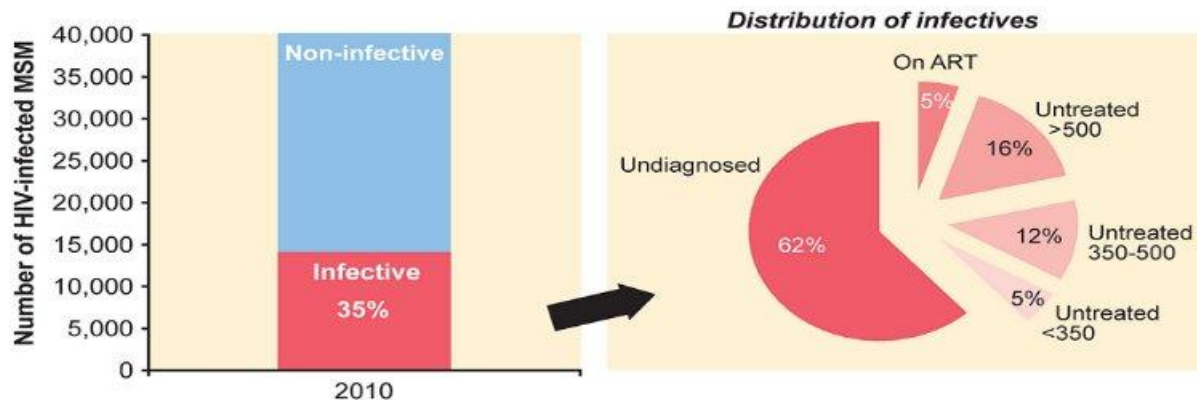 Number of HIV-infected MSM
40,000
35,000
30,000
25,000
20,000
15,000
10,000
5,000
0
Non-infective
Infective
35%
2010
Distribution of infectives
On ART
5%
Untreated
>500
16%
Untreated
350-500
12%
Untreated
<350
5%
Undiagnosed
62%